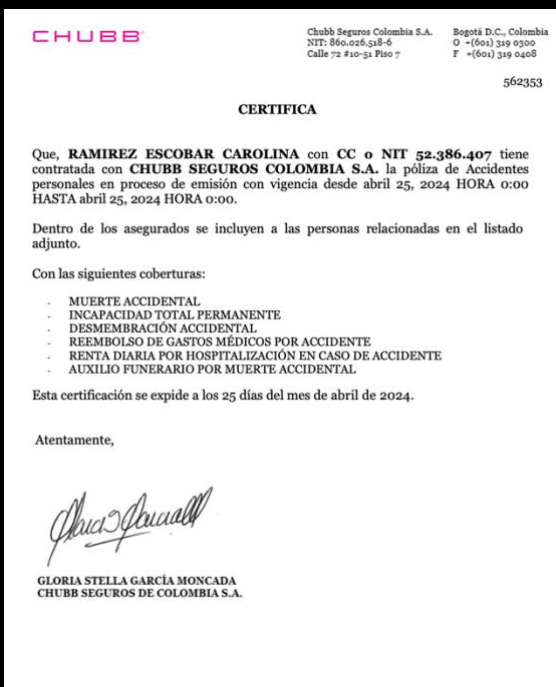 CHUBB
Chubb Seguros Colombia S.A.
NIT: 860.026.518-6
Calle 72 #10-51 Piso 7
Bogotá D.C., Colombia
O +(601) 319 0300
F +(601) 319 0408
562353
CERTIFICA
Que, RAMIREZ ESCOBAR CAROLINA con CC o NIT 52.386.407 tiene
contratada con CHUBB SEGUROS COLOMBIA S.A. la póliza de Accidentes
personales en proceso de emisión con vigencia desde abril 25, 2024 HORA 0:00
HASTA abril 25, 2024 HORA 0:00.
Dentro de los asegurados se incluyen a las personas relacionadas en el listado
adjunto.
Con las siguientes coberturas:
- MUERTE ACCIDENTAL
- INCAPACIDAD TOTAL PERMANENTE
- DESMEMBRACIÓN ACCIDENTAL
- REEMBOLSO DE GASTOS MÉDICOS POR ACCIDENTE
- RENTA DIARIA POR HOSPITALIZACIÓN EN CASO DE ACCIDENTE
- AUXILIO FUNERARIO POR MUERTE ACCIDENTAL
Esta certificación se expide a los 25 días del mes de abril de 2024.
Atentamente,
GLORIA STELLA GARCÍA MONCADA
CHUBB SEGUROS DE COLOMBIA S.A.